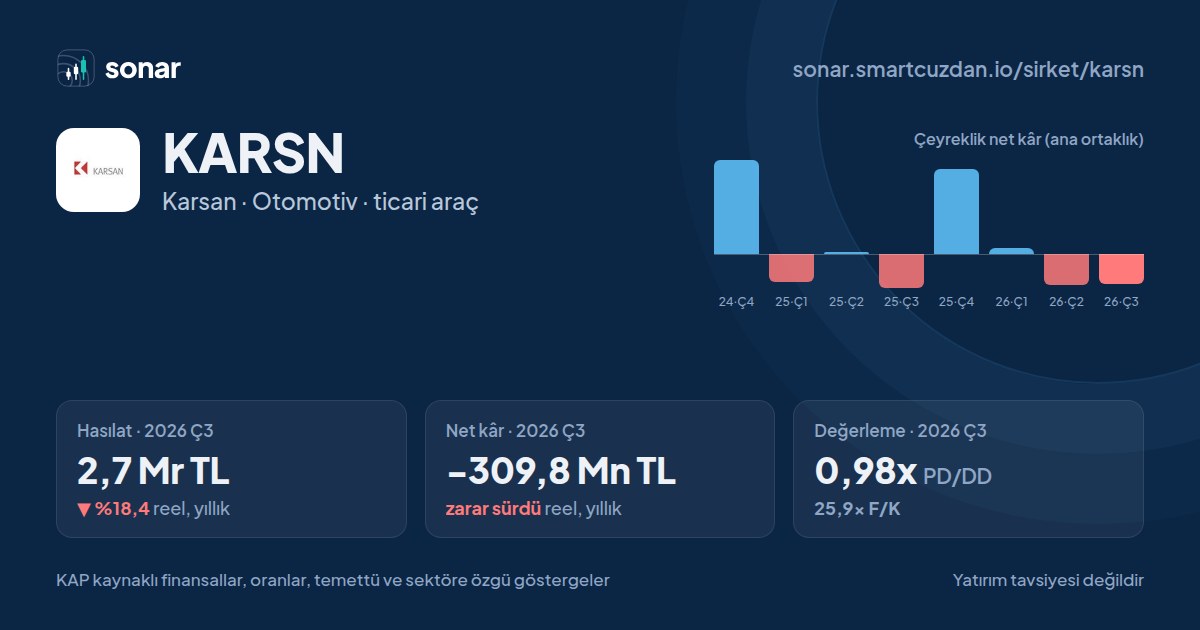 sonar
sonar.smartcuzdan.io/sirket/karsn
KARSAN
KARSN
Karsan · Otomotiv · ticari araç
Çeyreklik net kâr (ana ortaklık)
24·Ç4 25·Ç1 25·Ç2 25·Ç3 25·Ç4 26·Ç1 26·Ç2 26·Ç3
Hasılat · 2026 Ç3
2,7 Mr TL
▼ %18,4 reel, yıllık
Net kâr · 2026 Ç3
−309,8 Mn TL
zarar sürdü reel, yıllık
Değerleme · 2026 Ç3
0,98x PD/DD
25,9× F/K
KAP kaynaklı finansallar, oranlar, temettü ve sektöre özgü göstergeler
Yatırım tavsiyesi değildir